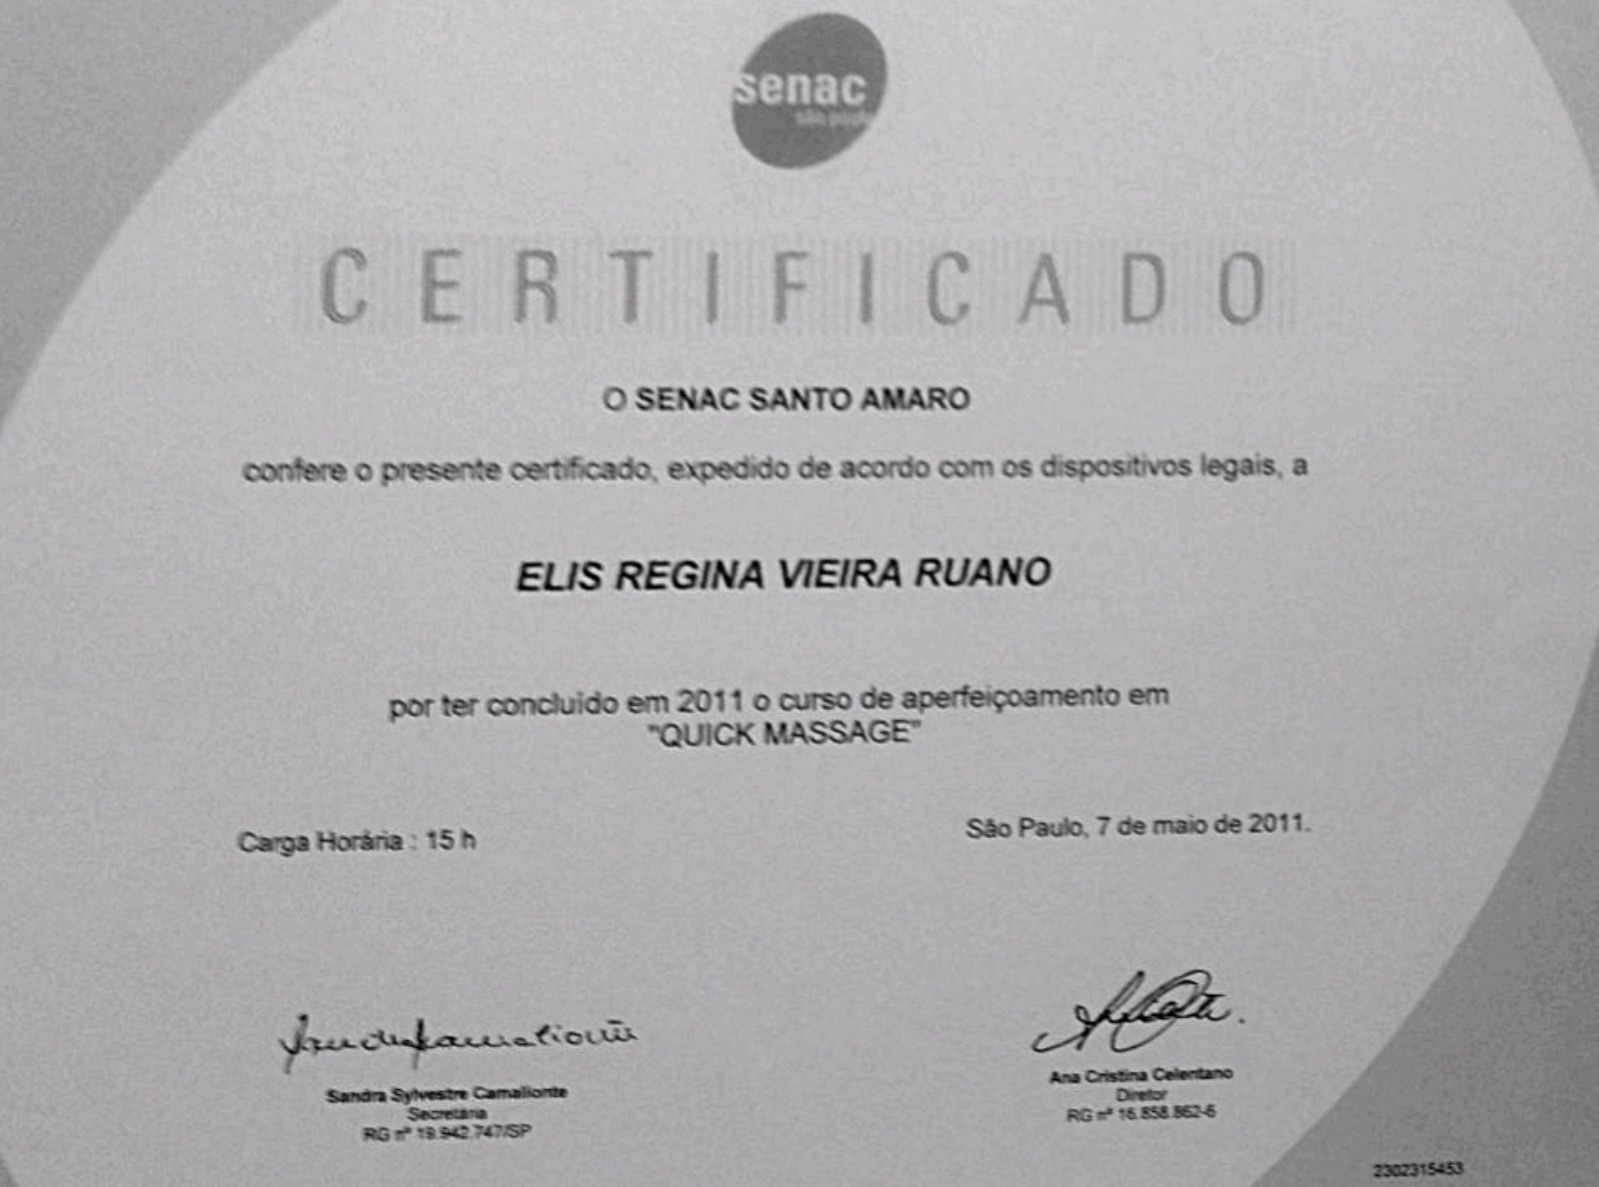 senac
são paulo
CERTIFICADO
O SENAC SANTO AMARO
confere o presente certificado, expedido de acordo com os dispositivos legais, a
ELIS REGINA VIEIRA RUANO
por ter concluido em 2011 o curso de aperfeiçoamento em
"QUICK MASSAGE"
Carga Horária : 15 h
São Paulo, 7 de maio de 2011.
Sandra Sylvestre Camalionte
Secretária
RG nº 19.942.747/SP
Ana Cristina Celentano
Diretor
RG nº 16.858.862-6
2302315453